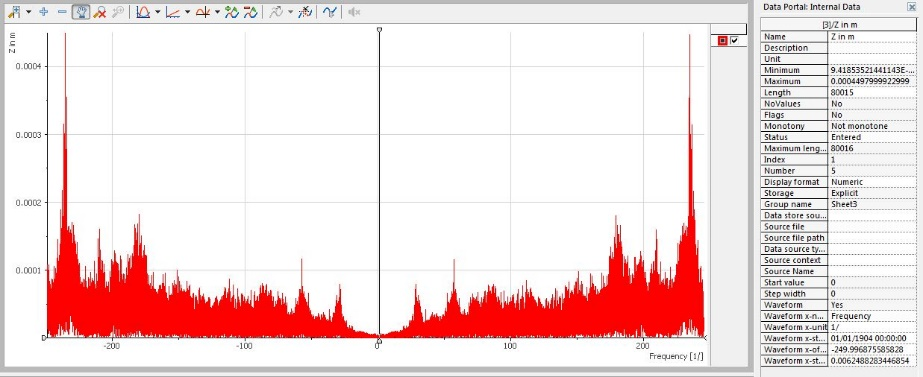 Data Portal: Internal Data
[3]/Z in m
Name Z in m
Description
Unit
Minimum 9.41853521441143E-...
Maximum 0.0004497999922999
Length 80015
NoValues No
Flags No
Monotony Not monotone
Status Entered
Maximum leng... 80016
Index 1
Number 5
Display format Numeric
Storage Explicit
Group name Sheet3
Data store sou...
Source file
Source file path
Data source ty...
Source context
Source Name
Start value 0
Step width 0
Waveform Yes
Waveform x-n... Frequency
Waveform x-unit 1/
Waveform x-st... 01/01/1904 00:00:00
Waveform x-of... -249.996875585828
Waveform x-st... 0.0062488283446854
Z in m
0.0004
0.0003
0.0002
0.0001
0
-200 -100 0 100 200
Frequency [1/]